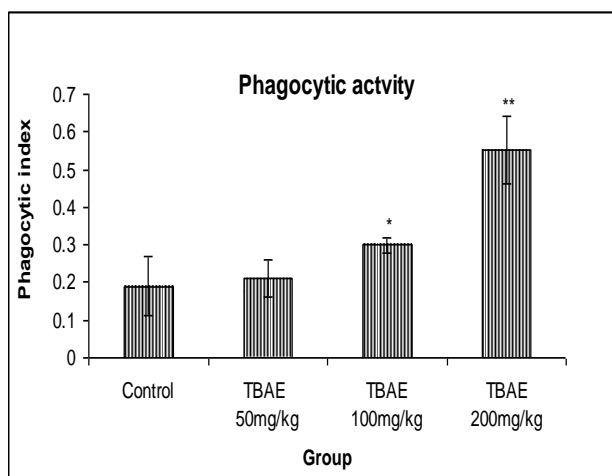 Phagocytic actvity
**
*
0.7
0.6
0.5
0.4
0.3
0.2
0.1
0
Phagocytic index
Control
TBAE
50mg/kg
TBAE
100mg/kg
TBAE
200mg/kg
Group